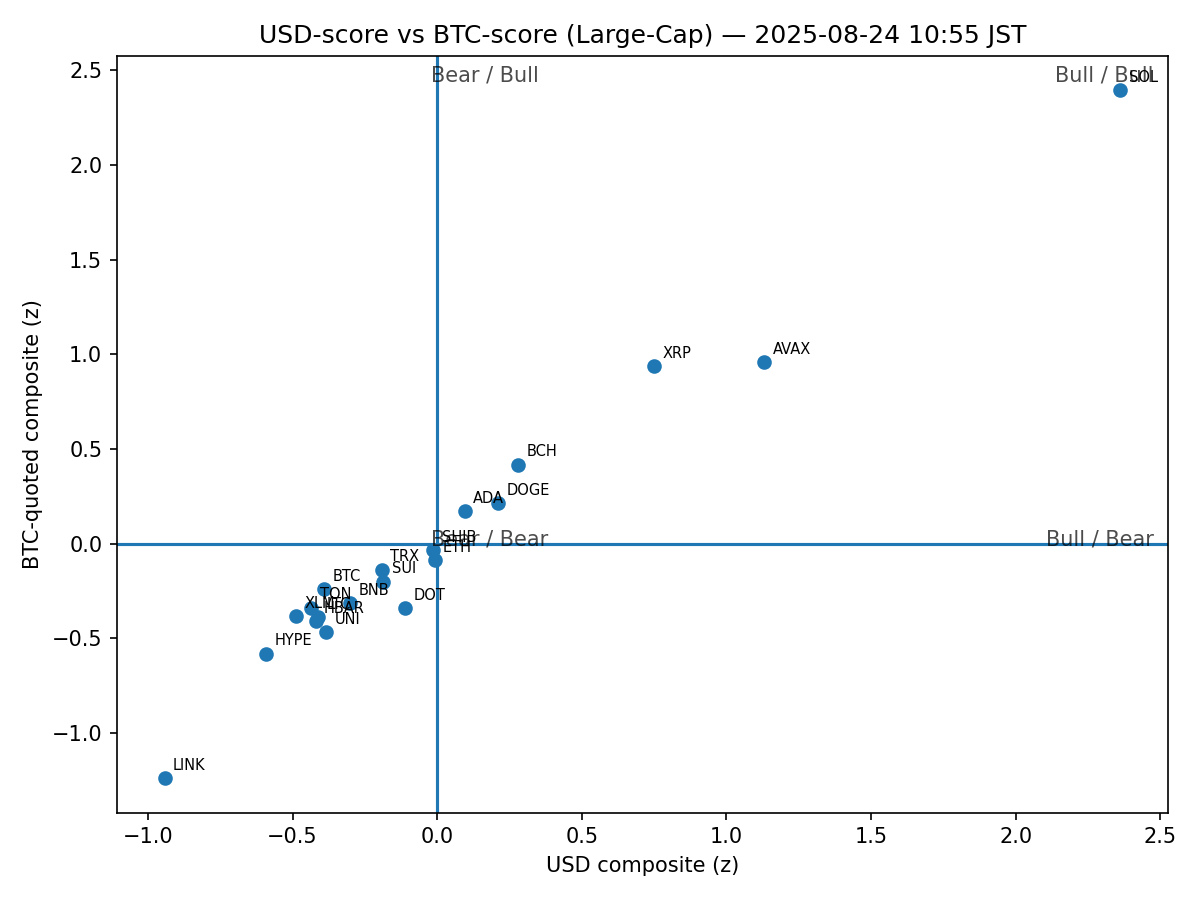 USD-score vs BTC-score (Large-Cap) — 2025-08-24 10:55 JST
2.5
Bear / Bull
Bull / Bull
SOL
2.0
1.5
1.0
XRP
AVAX
BCH
0.5
ADA
DOGE
0.0
SHIB
Bear / Bear
ETH
Bull / Bear
TRX
SUI
BTC
BNB
TON
DOT
XLM
HBAR
UNI
−0.5
HYPE
−1.0
LINK
−1.0
−0.5
0.0
0.5
1.0
1.5
2.0
2.5
USD composite (z)
BTC-quoted composite (z)